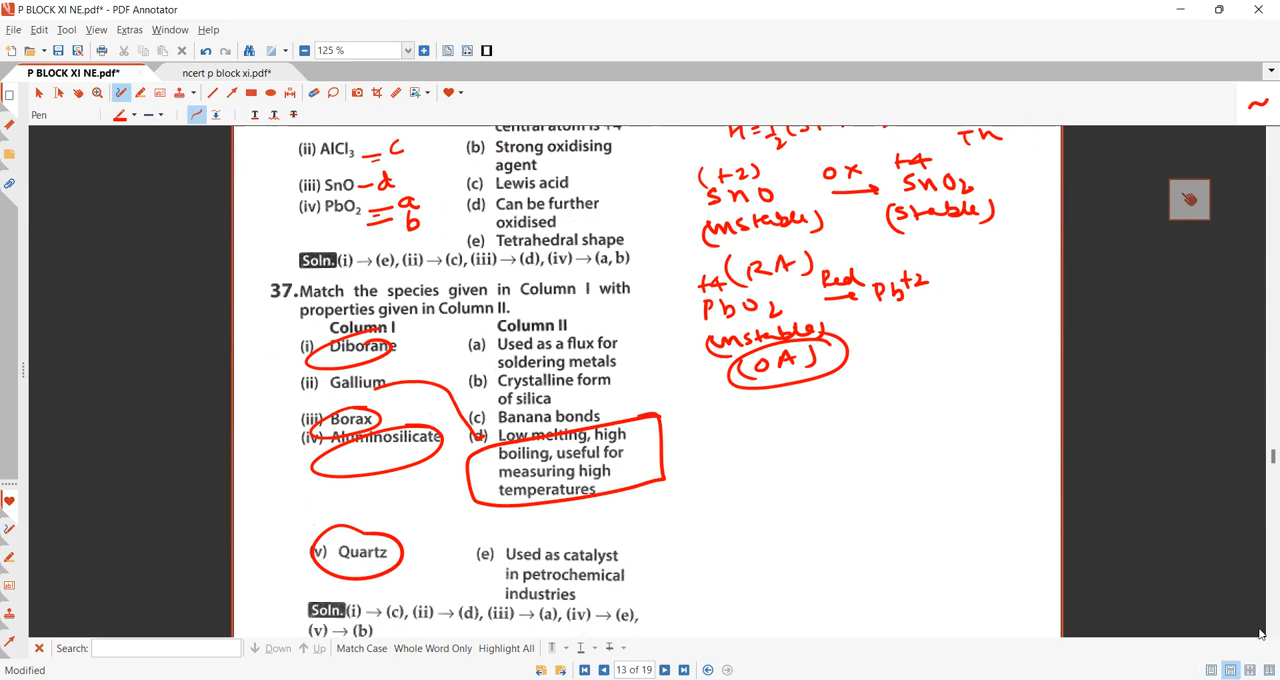 P BLOCK XI NE.pdf* - PDF Annotator
File Edit Tool View Extras Window Help
125 %
P BLOCK XI NE.pdf*
ncert p block xi.pdf*
Pen
central atom is +4
(ii) AlCl3 c
(b) Strong oxidising
agent
(iii) SnO – d
(c) Lewis acid
(iv) PbO2 a
b
(d) Can be further
oxidised
(e) Tetrahedral shape
Soln. (i) → (e), (ii) → (c), (iii) → (d), (iv) → (a, b)
37. Match the species given in Column I with
properties given in Column II.
Column I
Column II
(i) Diborane
(a) Used as a flux for
soldering metals
(ii) Gallium
(b) Crystalline form
of silica
(iii) Borax
(c) Banana bonds
(iv) Aluminosilicate
(d) Low melting, high
boiling, useful for
measuring high
temperatures
(v) Quartz
(e) Used as catalyst
in petrochemical
industries
Soln. (i) → (c), (ii) → (d), (iii) → (a), (iv) → (e),
(v) → (b)
(+2)
SnO
ox
→
+4
SnO2
(stable)
(RA)
+4
PbO2
Red
→
Pb+2
(OA)
Search:
Down Up Match Case Whole Word Only Highlight All
Modified
13 of 19